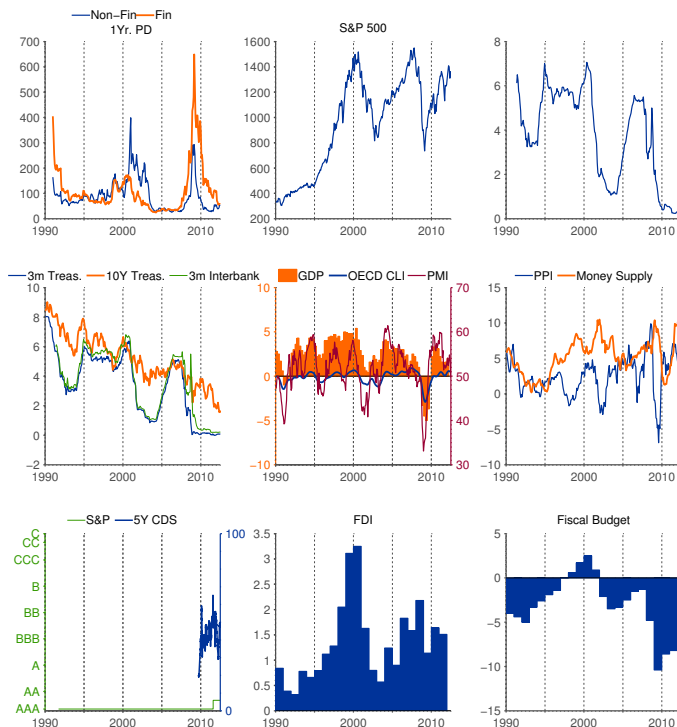 Non−Fin Fin
1Yr. PD
S&P 500
700
600
500
400
300
200
100
0
1990 2000 2010
1600
1400
1200
1000
800
600
400
200
1990 2000 2010
8
6
4
2
0
1990 2000 2010
3m Treas. 10Y Treas. 3m Interbank
10
8
6
4
2
0
−2
1990 2000 2010
GDP OECD CLI PMI
10
5
0
−5
−10
70
60
50
40
30
1990 2000 2010
PPI Money Supply
15
10
5
0
−5
−10
1990 2000 2010
S&P 5Y CDS
C
CC
CCC
B
BB
BBB
A
AA
AAA
100
0
1990 2000 2010
FDI
3.5
3
2.5
2
1.5
1
0.5
0
1990 2000 2010
Fiscal Budget
5
0
−5
−10
−15
1990 2000 2010